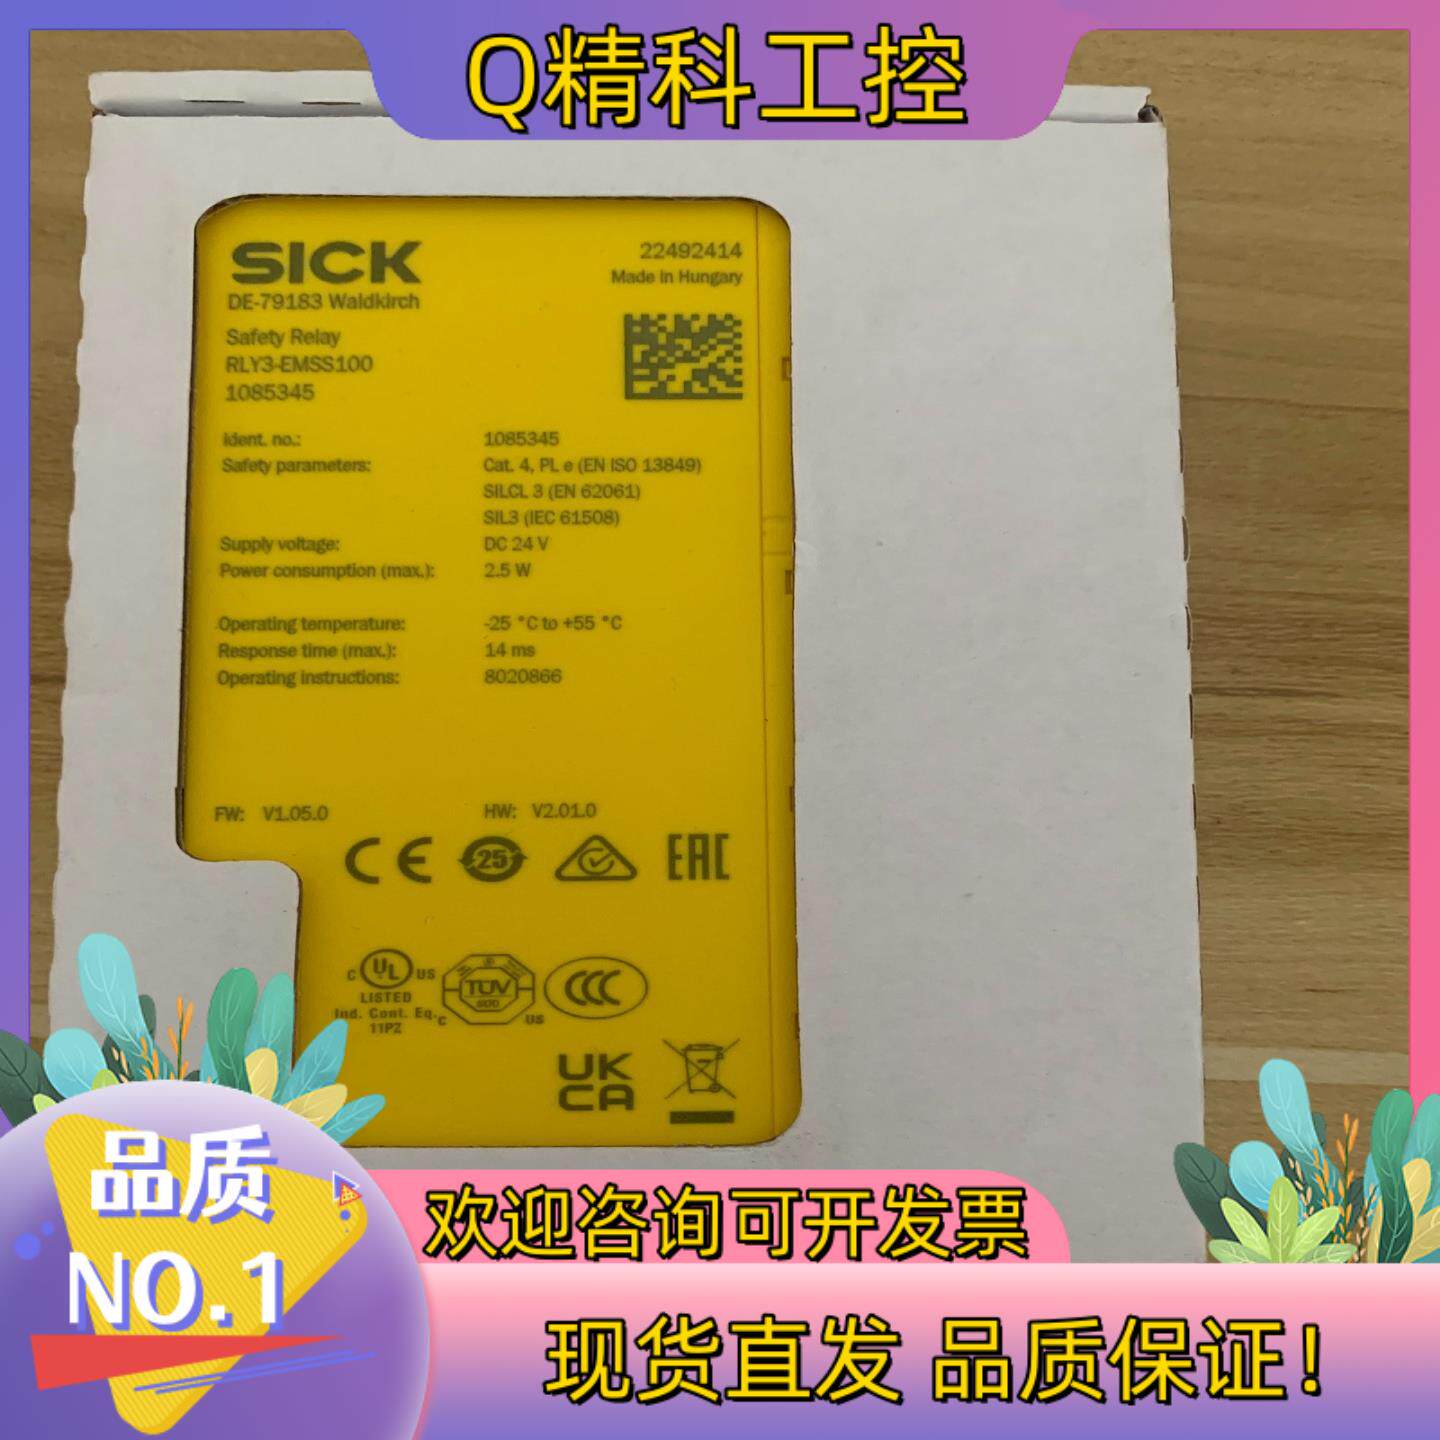 Q精科工控
SICK
DE-79183 Waldkirch
22492414
Made in Hungary
Safety Relay
RLY3-EMSS100
1085345
Ident. no.: 1085345
Safety parameters: Cat. 4, PL e (EN ISO 13849)
SILCL 3 (EN 62061)
SIL3 (IEC 61508)
Supply voltage: DC 24 V
Power consumption (max.): 2.5 W
Operating temperature: -25 °C to +55 °C
Response time (max.): 14 ms
Operating instructions: 8020866
FW: V1.05.0 HW: V2.01.0
CE 25 EAC
C UL US
LISTED
Ind. Cont. Eq.
11PZ
C TÜV SÜD US
CCC
UK
CA
品质
NO.1
欢迎咨询可开发票
现货直发 品质保证！